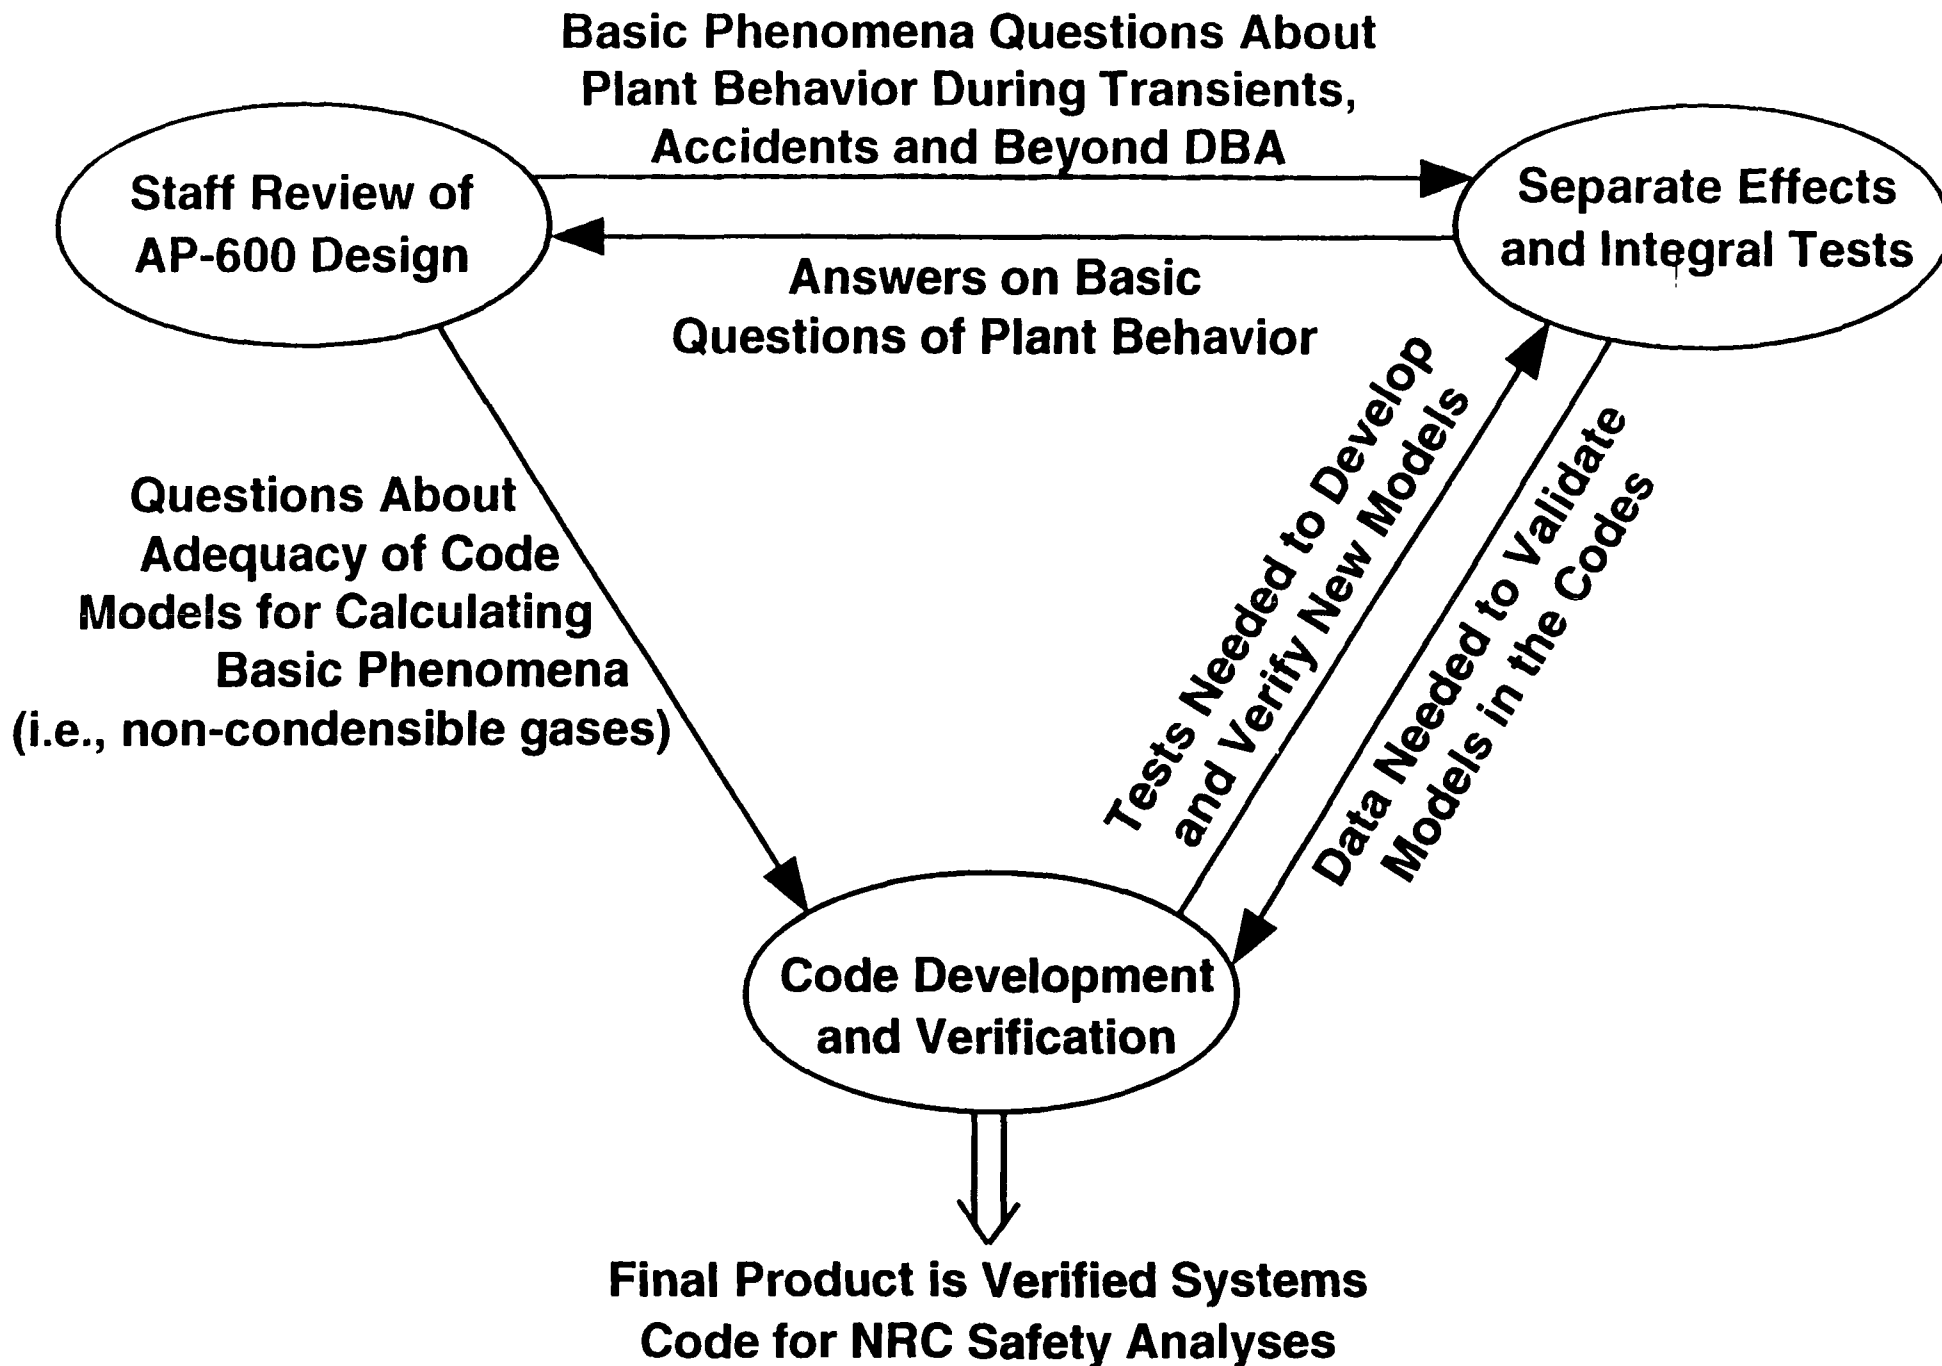 Basic Phenomena Questions About
Plant Behavior During Transients,
Accidents and Beyond DBA
Staff Review of
AP-600 Design
Separate Effects
and Integral Tests
Answers on Basic
Questions of Plant Behavior
Questions About
Adequacy of Code
Models for Calculating
Basic Phenomena
(i.e., non-condensible gases)
Tests Needed to Develop
and Verify New Models
Data Needed to Validate
Models in the Codes
Code Development
and Verification
Final Product is Verified Systems
Code for NRC Safety Analyses